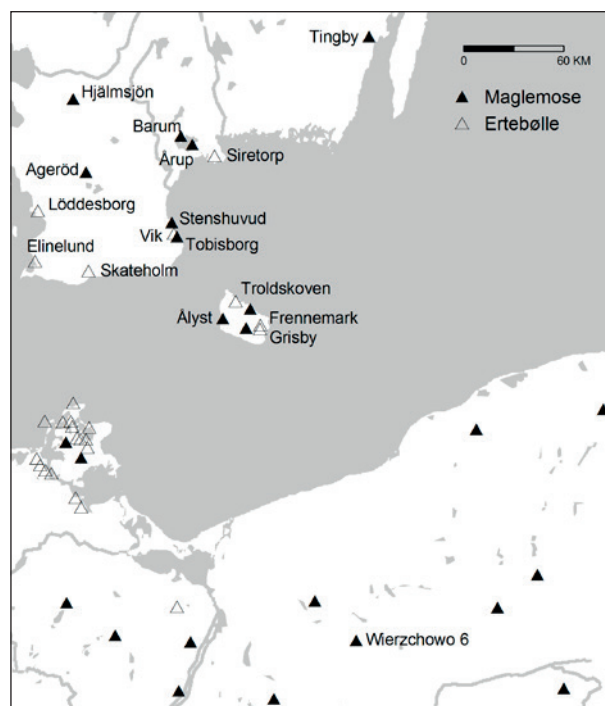 Tingby
0 60 KM
Hjälmsjön
Maglemose
Barum
Ertebølle
Årup
Siretorp
Ageröd
Löddesborg
Stenshuvud
Vik
Tobisborg
Elinelund
Skateholm
Troldskoven
Ålyst
Frennemark
Grisby
Wierzchowo 6